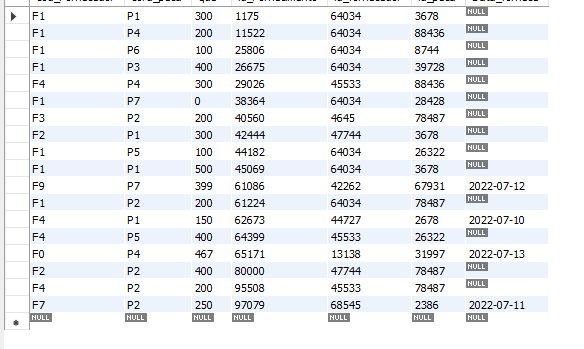 F1 P1 300 1175 64034 3678 NULL
F1 P4 200 11522 64034 88436 NULL
F1 P6 100 25806 64034 8744 NULL
F1 P3 400 26675 64034 39728 NULL
F4 P4 300 29026 45533 88436 NULL
F1 P7 0 38364 64034 28428 NULL
F3 P2 200 40560 4645 78487 NULL
F2 P1 300 42444 47744 3678 NULL
F1 P5 100 44182 64034 26322 NULL
F1 P1 500 45069 64034 3678 NULL
F9 P7 399 61086 42262 67931 2022-07-12
F1 P2 200 61224 64034 78487 NULL
F4 P1 150 62673 44727 2678 2022-07-10
F4 P5 400 64399 45533 26322 NULL
F0 P4 467 65171 13138 31997 2022-07-13
F2 P2 400 80000 47744 78487 NULL
F4 P2 200 95508 45533 78487 NULL
F7 P2 250 97079 68545 2386 2022-07-11
NULL NULL NULL NULL NULL NULL NULL